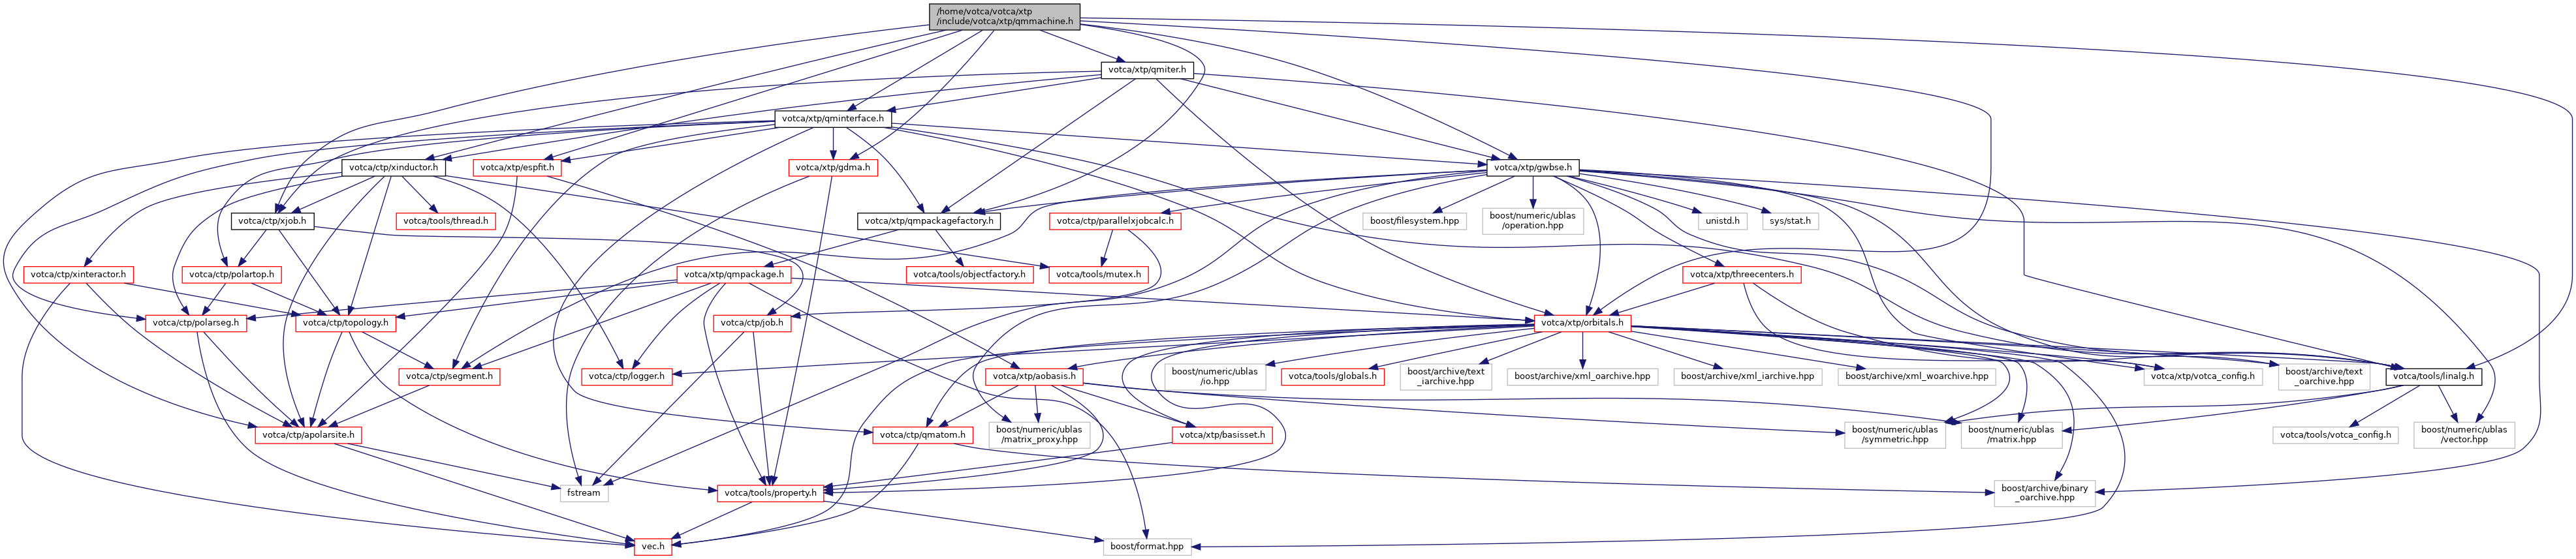 /home/votca/votca/xtp
/include/votca/xtp/qmmachine.h
votca/xtp/qmiter.h
votca/xtp/qminterface.h
votca/ctp/xinductor.h
votca/xtp/espfit.h
votca/xtp/gdma.h
votca/xtp/gwbse.h
votca/ctp/xjob.h
votca/tools/thread.h
votca/xtp/qmpackagefactory.h
votca/ctp/parallelxjobcalc.h
boost/filesystem.hpp
boost/numeric/ublas
/operation.hpp
unistd.h
sys/stat.h
votca/ctp/xinteractor.h
votca/ctp/polartop.h
votca/xtp/qmpackage.h
votca/tools/objectfactory.h
votca/tools/mutex.h
votca/xtp/threecenters.h
votca/ctp/polarseg.h
votca/ctp/topology.h
votca/ctp/job.h
votca/xtp/orbitals.h
votca/ctp/segment.h
votca/ctp/logger.h
votca/xtp/aobasis.h
boost/numeric/ublas
/io.hpp
votca/tools/globals.h
boost/archive/text
_iarchive.hpp
boost/archive/xml_oarchive.hpp
boost/archive/xml_iarchive.hpp
boost/archive/xml_woarchive.hpp
votca/xtp/votca_config.h
boost/archive/text
_oarchive.hpp
votca/tools/linalg.h
votca/ctp/apolarsite.h
votca/ctp/qmatom.h
boost/numeric/ublas
/matrix_proxy.hpp
votca/xtp/basisset.h
boost/numeric/ublas
/symmetric.hpp
boost/numeric/ublas
/matrix.hpp
votca/tools/votca_config.h
boost/numeric/ublas
/vector.hpp
fstream
votca/tools/property.h
boost/archive/binary
_oarchive.hpp
vec.h
boost/format.hpp